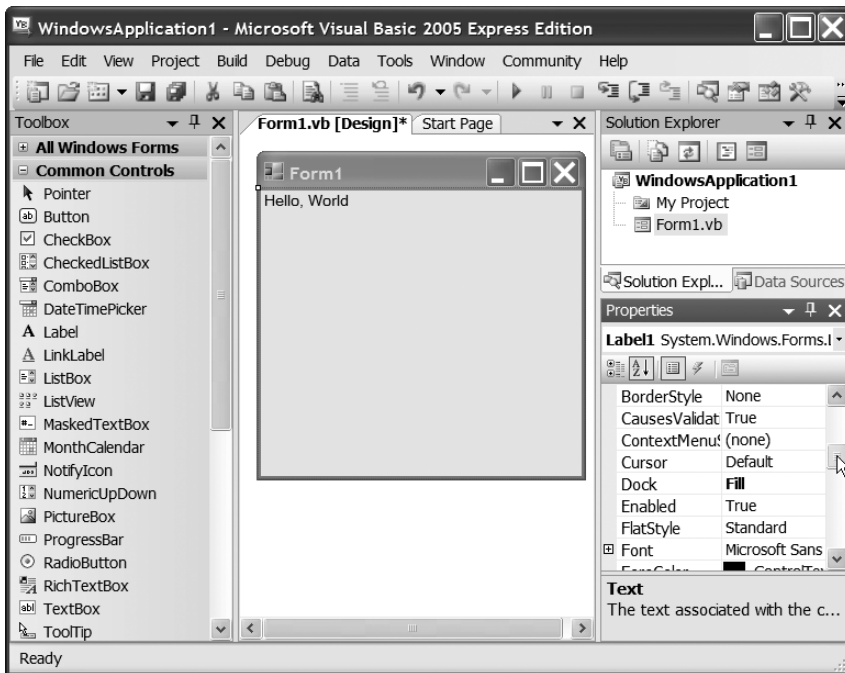 WindowsApplication1 - Microsoft Visual Basic 2005 Express Edition
File Edit View Project Build Debug Data Tools Window Community Help
Toolbox
All Windows Forms
Common Controls
Pointer
Button
CheckBox
CheckedListBox
ComboBox
DateTimePicker
Label
LinkLabel
ListBox
ListView
MaskedTextBox
MonthCalendar
NotifyIcon
NumericUpDown
PictureBox
ProgressBar
RadioButton
RichTextBox
TextBox
ToolTip
Form1.vb [Design]* Start Page
Form1
Hello, World
Solution Explorer
WindowsApplication1
My Project
Form1.vb
Solution Expl... Data Sources
Properties
Label1 System.Windows.Forms.l
BorderStyle None
CausesValidat True
ContextMenuS (none)
Cursor Default
Dock Fill
Enabled True
FlatStyle Standard
Font Microsoft Sans
Text
The text associated with the c...
Ready